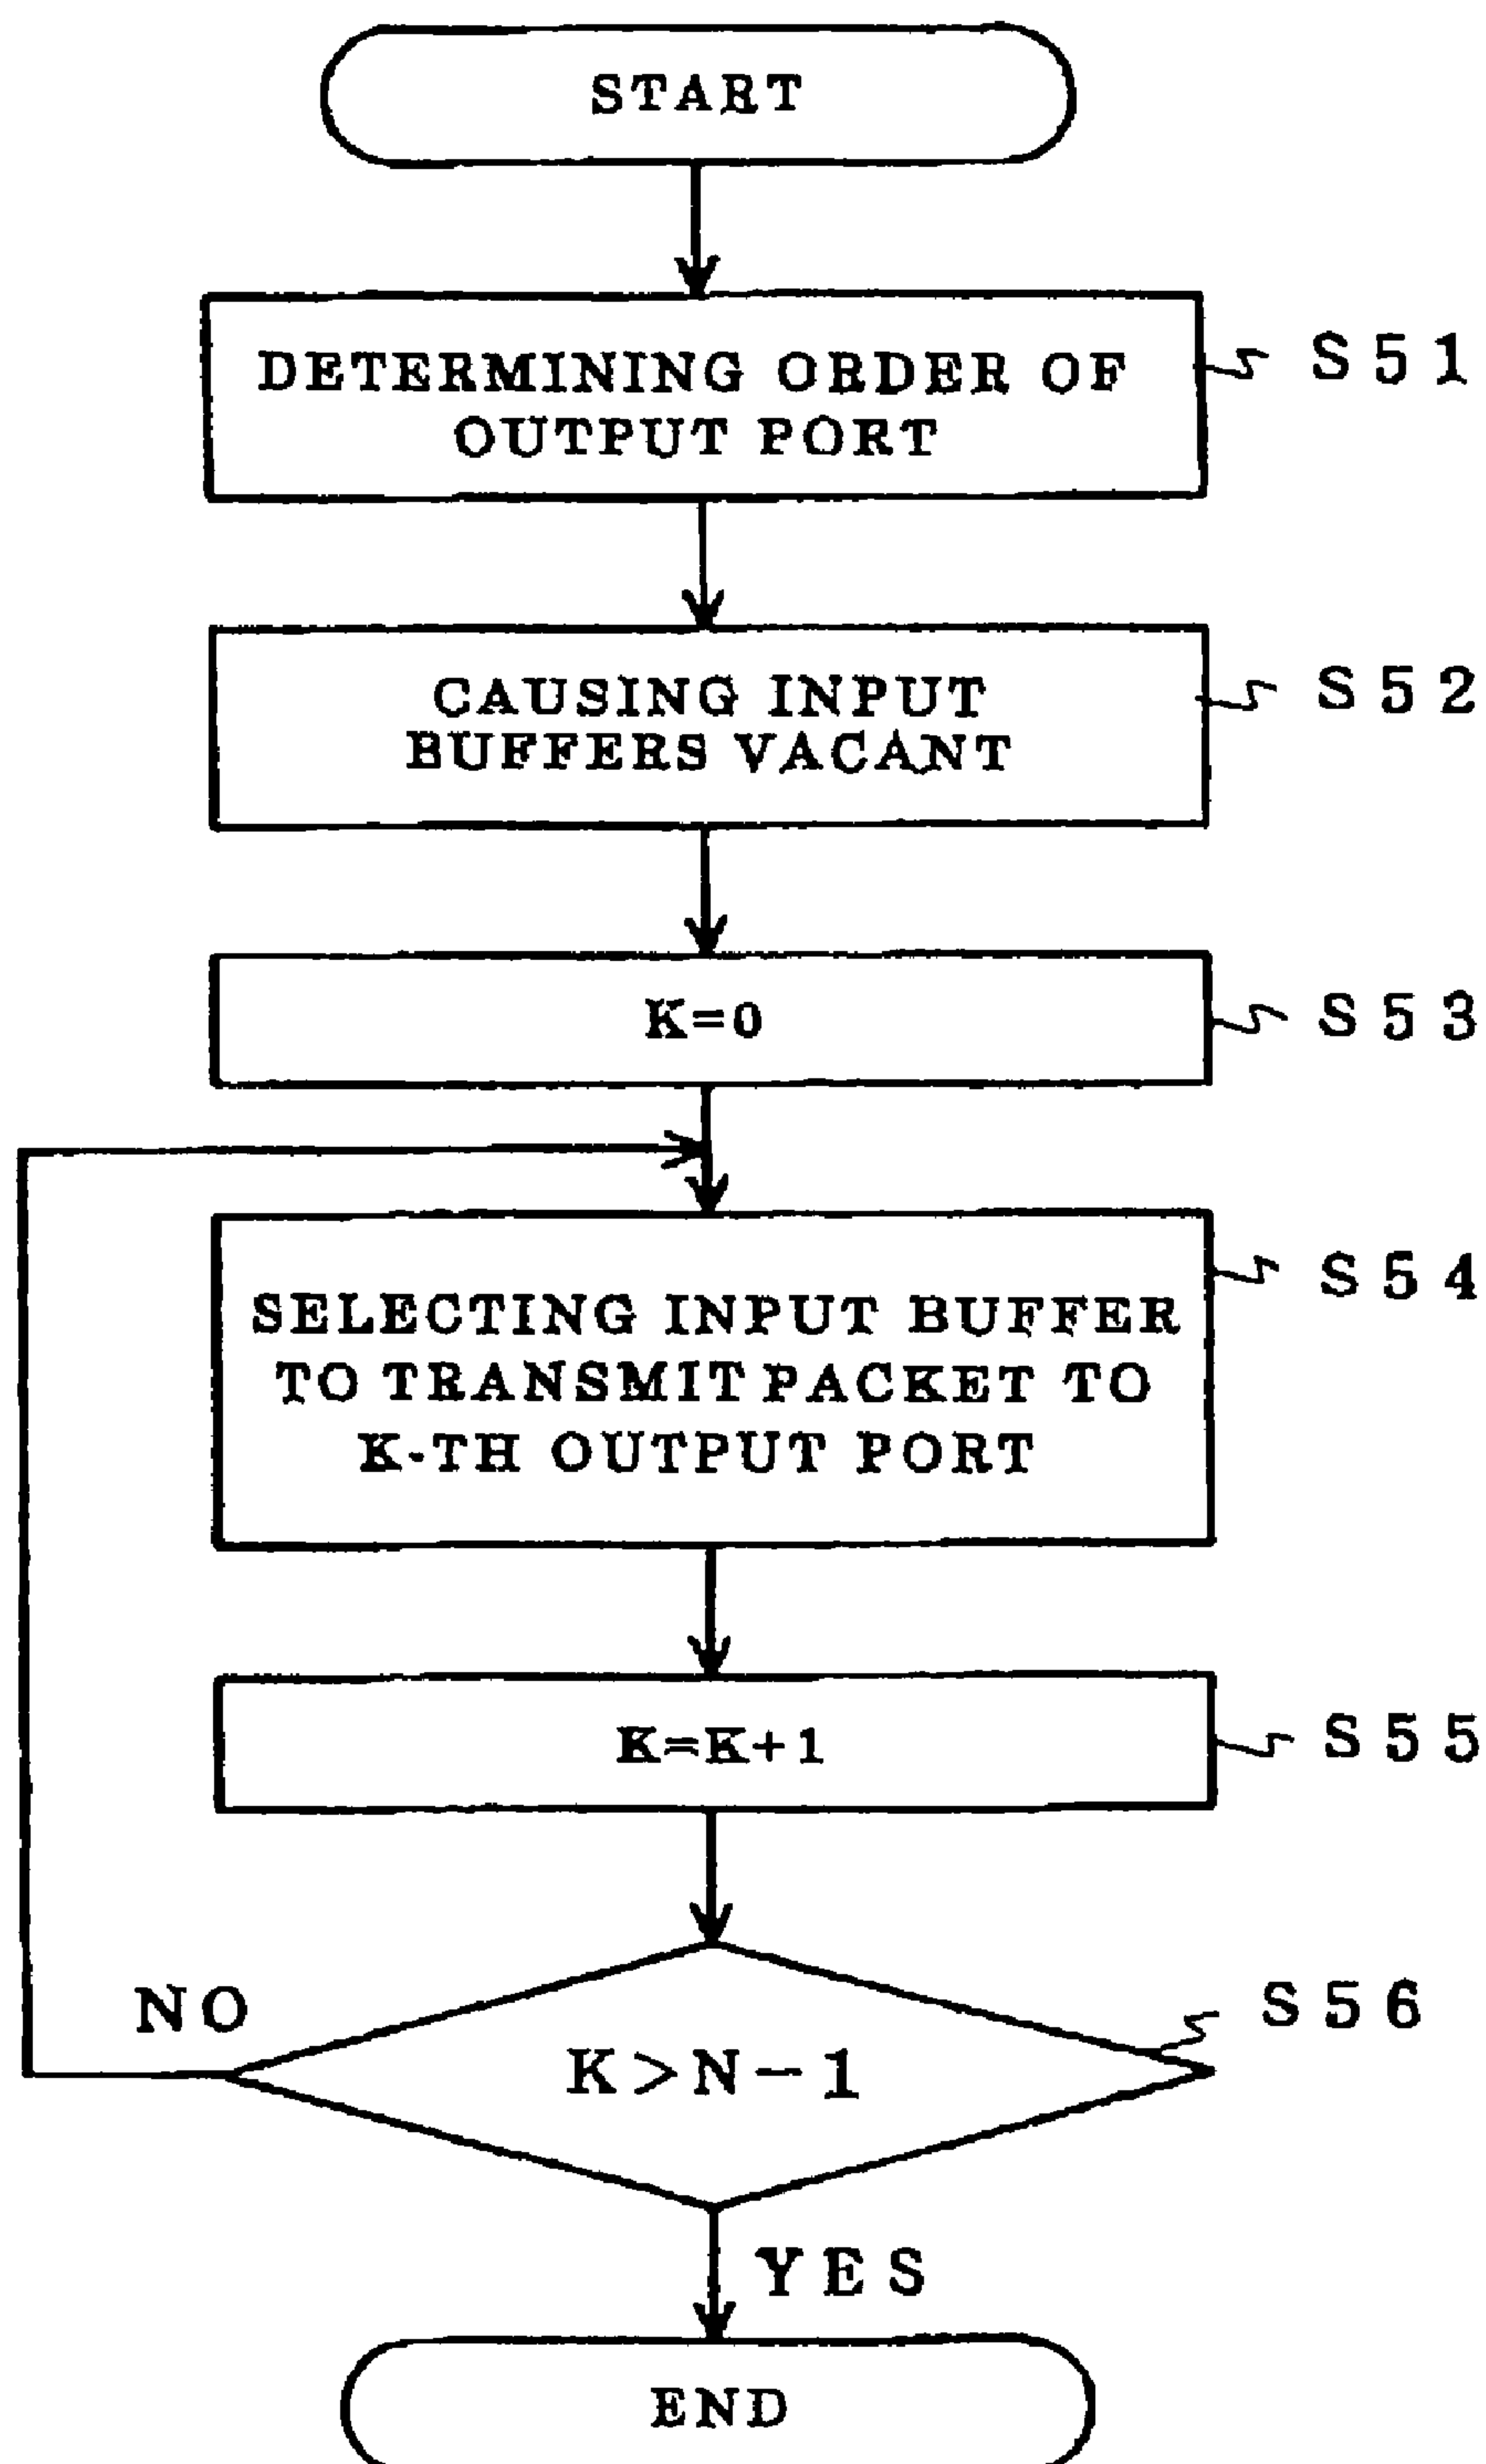 START
DETERMINING ORDER OF
OUTPUT PORT
S51
CAUSING INPUT
BUFFERS VACANT
S52
K=0
S53
SELECTING INPUT BUFFER
TO TRANSMIT PACKET TO
K-TH OUTPUT PORT
S54
K=K+1
S55
NO
K>N-1
S56
YES
END